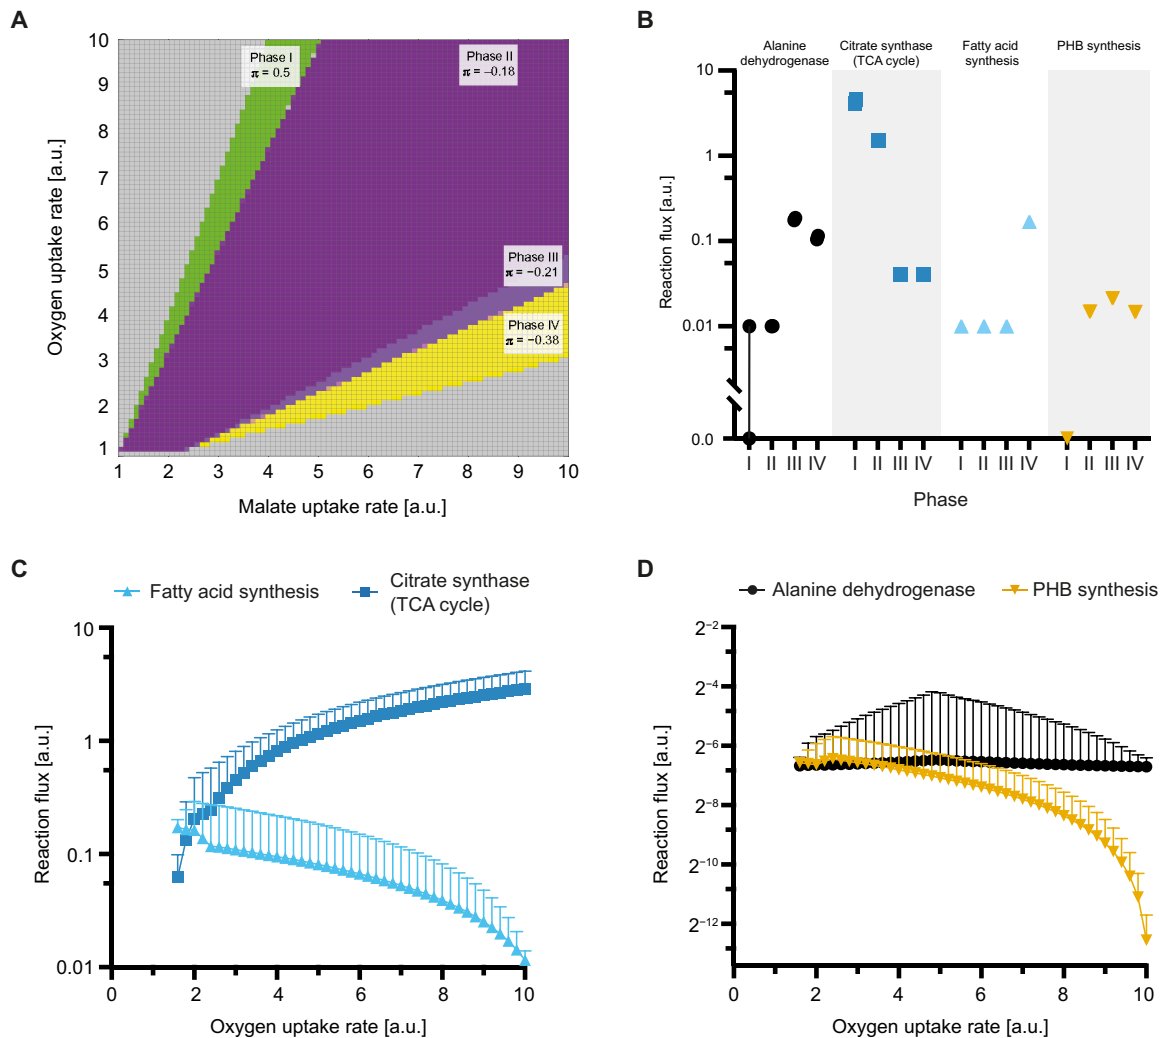 A
10
9
8
7
6
5
4
3
2
1
Oxygen uptake rate [a.u.]
Phase I
π = 0.5
Phase II
π = −0.18
Phase III
π = −0.21
Phase IV
π = −0.38
1 2 3 4 5 6 7 8 9 10
Malate uptake rate [a.u.]
B
Alanine
dehydrogenase
Citrate synthase
(TCA cycle)
Fatty acid
synthesis
PHB synthesis
10
1
0.1
0.01
0.0
Reaction flux [a.u.]
I II III IV I II III IV I II III IV I II III IV
Phase
C
Fatty acid synthesis
Citrate synthase
(TCA cycle)
10
1
0.1
0.01
Reaction flux [a.u.]
0 2 4 6 8 10
Oxygen uptake rate [a.u.]
D
Alanine dehydrogenase
PHB synthesis
2−2
2−4
2−6
2−8
2−10
2−12
Reaction flux [a.u.]
0 2 4 6 8 10
Oxygen uptake rate [a.u.]